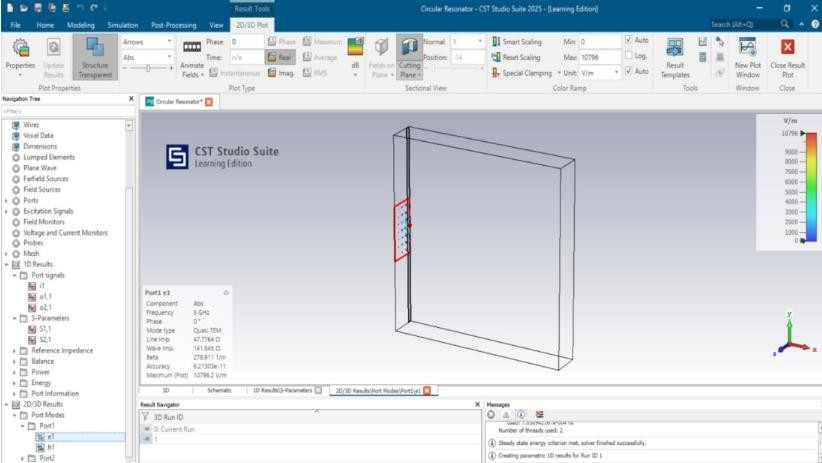 Result Tools
Circular Resonator - CST Studio Suite 2025 - [Learning Edition]
File Home Modeling Simulation Post-Processing View 2D/3D Plot
Search (Alt+Q)
Properties
Update Results
Structure Transparent
Plot Properties
Arrows
Abs
Animate Fields
Phase: 0
Time: n/a
Instantaneous
Phase
Real
Imag.
Maximum
Average
RMS
dB
Plot Type
Fields on Plane
Cutting Plane
Normal: X
Position: -14
Sectional View
Smart Scaling
Reset Scaling
Special Clamping
Min: 0
Max: 10796
Unit: V/m
Auto
Log.
Auto
Color Ramp
Result Templates
Tools
New Plot Window
Window
Close Result Plot
Close
Navigation Tree
<Filter>
Wires
Voxel Data
Dimensions
Lumped Elements
Plane Wave
Farfield Sources
Field Sources
Ports
Excitation Signals
Field Monitors
Voltage and Current Monitors
Probes
Mesh
1D Results
Port signals
i1
o1,1
o2,1
S-Parameters
S1,1
S2,1
Reference Impedance
Balance
Power
Energy
Port Information
2D/3D Results
Port Modes
Port1
e1
h1
Port2
Circular Resonator*
CST Studio Suite
Learning Edition
V/m
10796
9000
8000
7000
6000
5000
4000
3000
2000
1000
0
y
x
z
Port1 e1
Component Abs
Frequency 5 GHz
Phase 0°
Mode type Quasi TEM
Line Imp. 47.7764 Ω
Wave Imp. 141.545 Ω
Beta 278.911 1/m
Accuracy 6.21303e-11
Maximum (Plot) 10796.2 V/m
3D Schematic 1D Results\S-Parameters 2D/3D Results\Port Modes\Port1\e1
Result Navigator
3D Run ID
0: Current Run
1
Messages
Number of threads used: 2
Steady state energy criterion met, solver finished successfully.
Creating parametric 1D results for Run ID 1